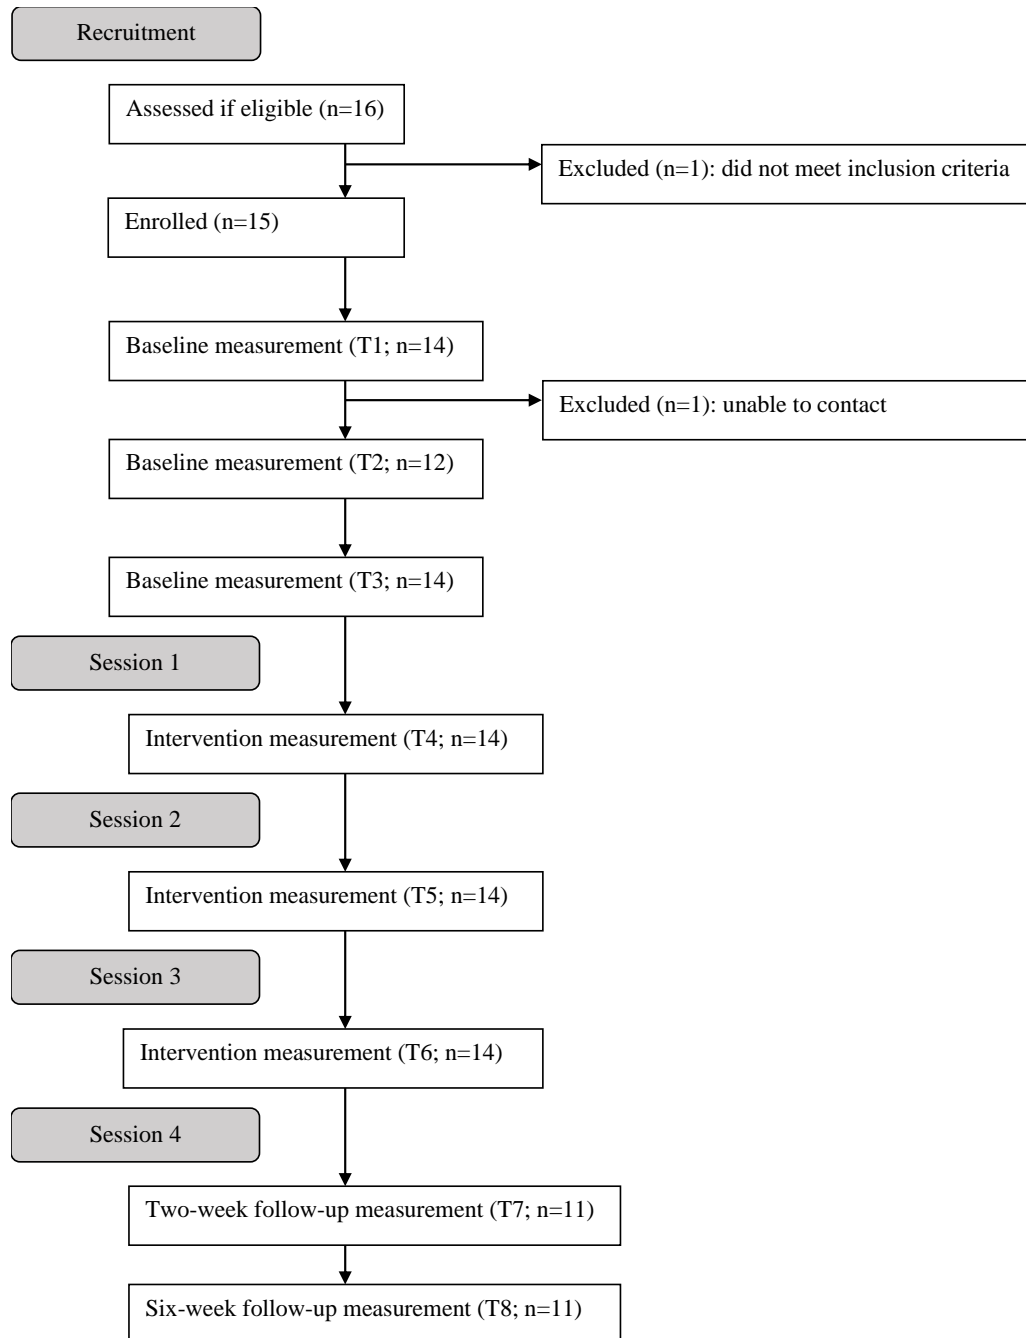 Recruitment
Assessed if eligible (n=16)
Excluded (n=1): did not meet inclusion criteria
Enrolled (n=15)
Baseline measurement (T1; n=14)
Excluded (n=1): unable to contact
Baseline measurement (T2; n=12)
Baseline measurement (T3; n=14)
Session 1
Intervention measurement (T4; n=14)
Session 2
Intervention measurement (T5; n=14)
Session 3
Intervention measurement (T6; n=14)
Session 4
Two-week follow-up measurement (T7; n=11)
Six-week follow-up measurement (T8; n=11)